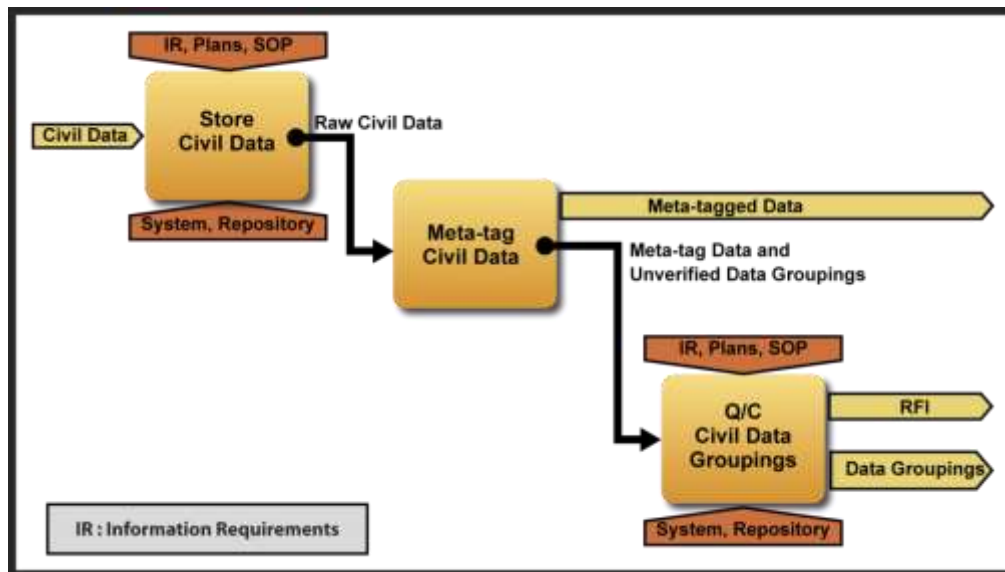 IR, Plans, SOP
Civil Data
Store
Civil Data
Raw Civil Data
System, Repository
Meta-tag
Civil Data
Meta-tagged Data
Meta-tag Data and
Unverified Data Groupings
IR, Plans, SOP
Q/C
Civil Data
Groupings
RFI
Data Groupings
System, Repository
IR : Information Requirements